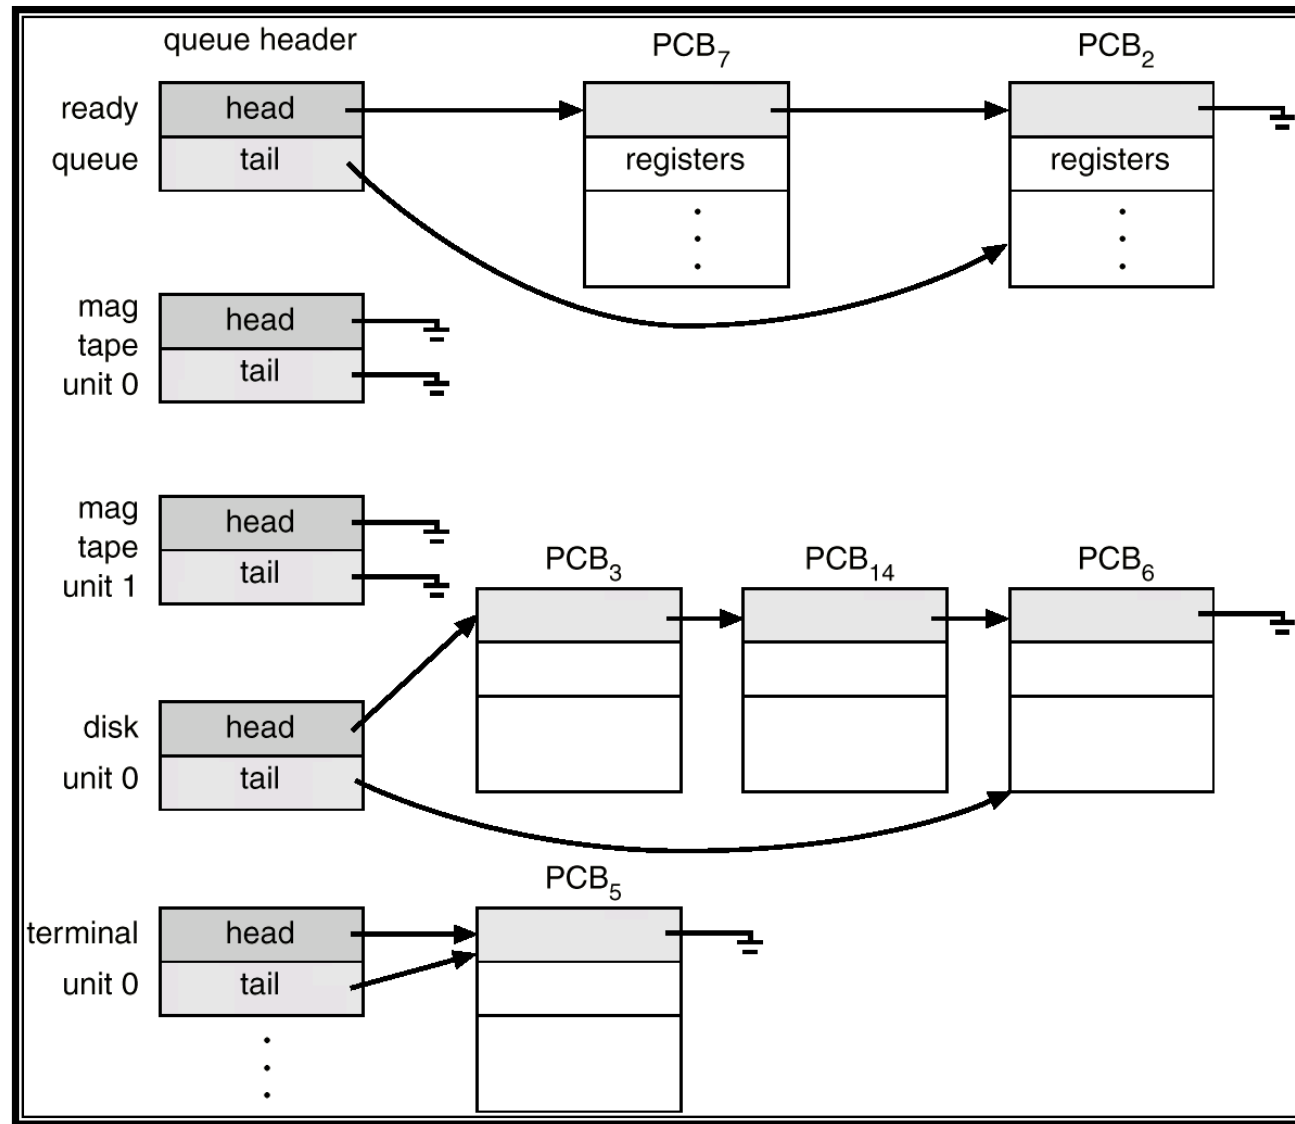 queue header
PCB7
PCB2
ready
head
queue
tail
registers
registers
mag
tape
unit 0
head
tail
mag
tape
unit 1
head
tail
PCB3
PCB14
PCB6
disk
head
unit 0
tail
PCB5
terminal
head
unit 0
tail